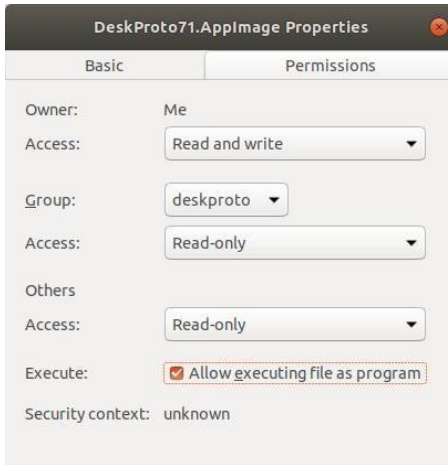 DeskProto71.AppImage Properties
Basic Permissions
Owner: Me
Access: Read and write
Group: deskproto
Access: Read-only
Others
Access: Read-only
Execute: Allow executing file as program
Security context: unknown